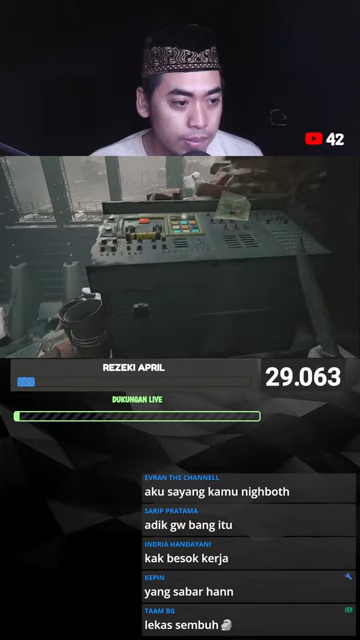 42
REZEKI APRIL
29.063
DUKUNGAN LIVE
EVRAN THE CHANNELL
aku sayang kamu nighboth
SARIP PRATAMA
adik gw bang itu
INDRIA HANDAYANI
kak besok kerja
KEPIN
yang sabar hann
TAAM BG
lekas sembuh🗿